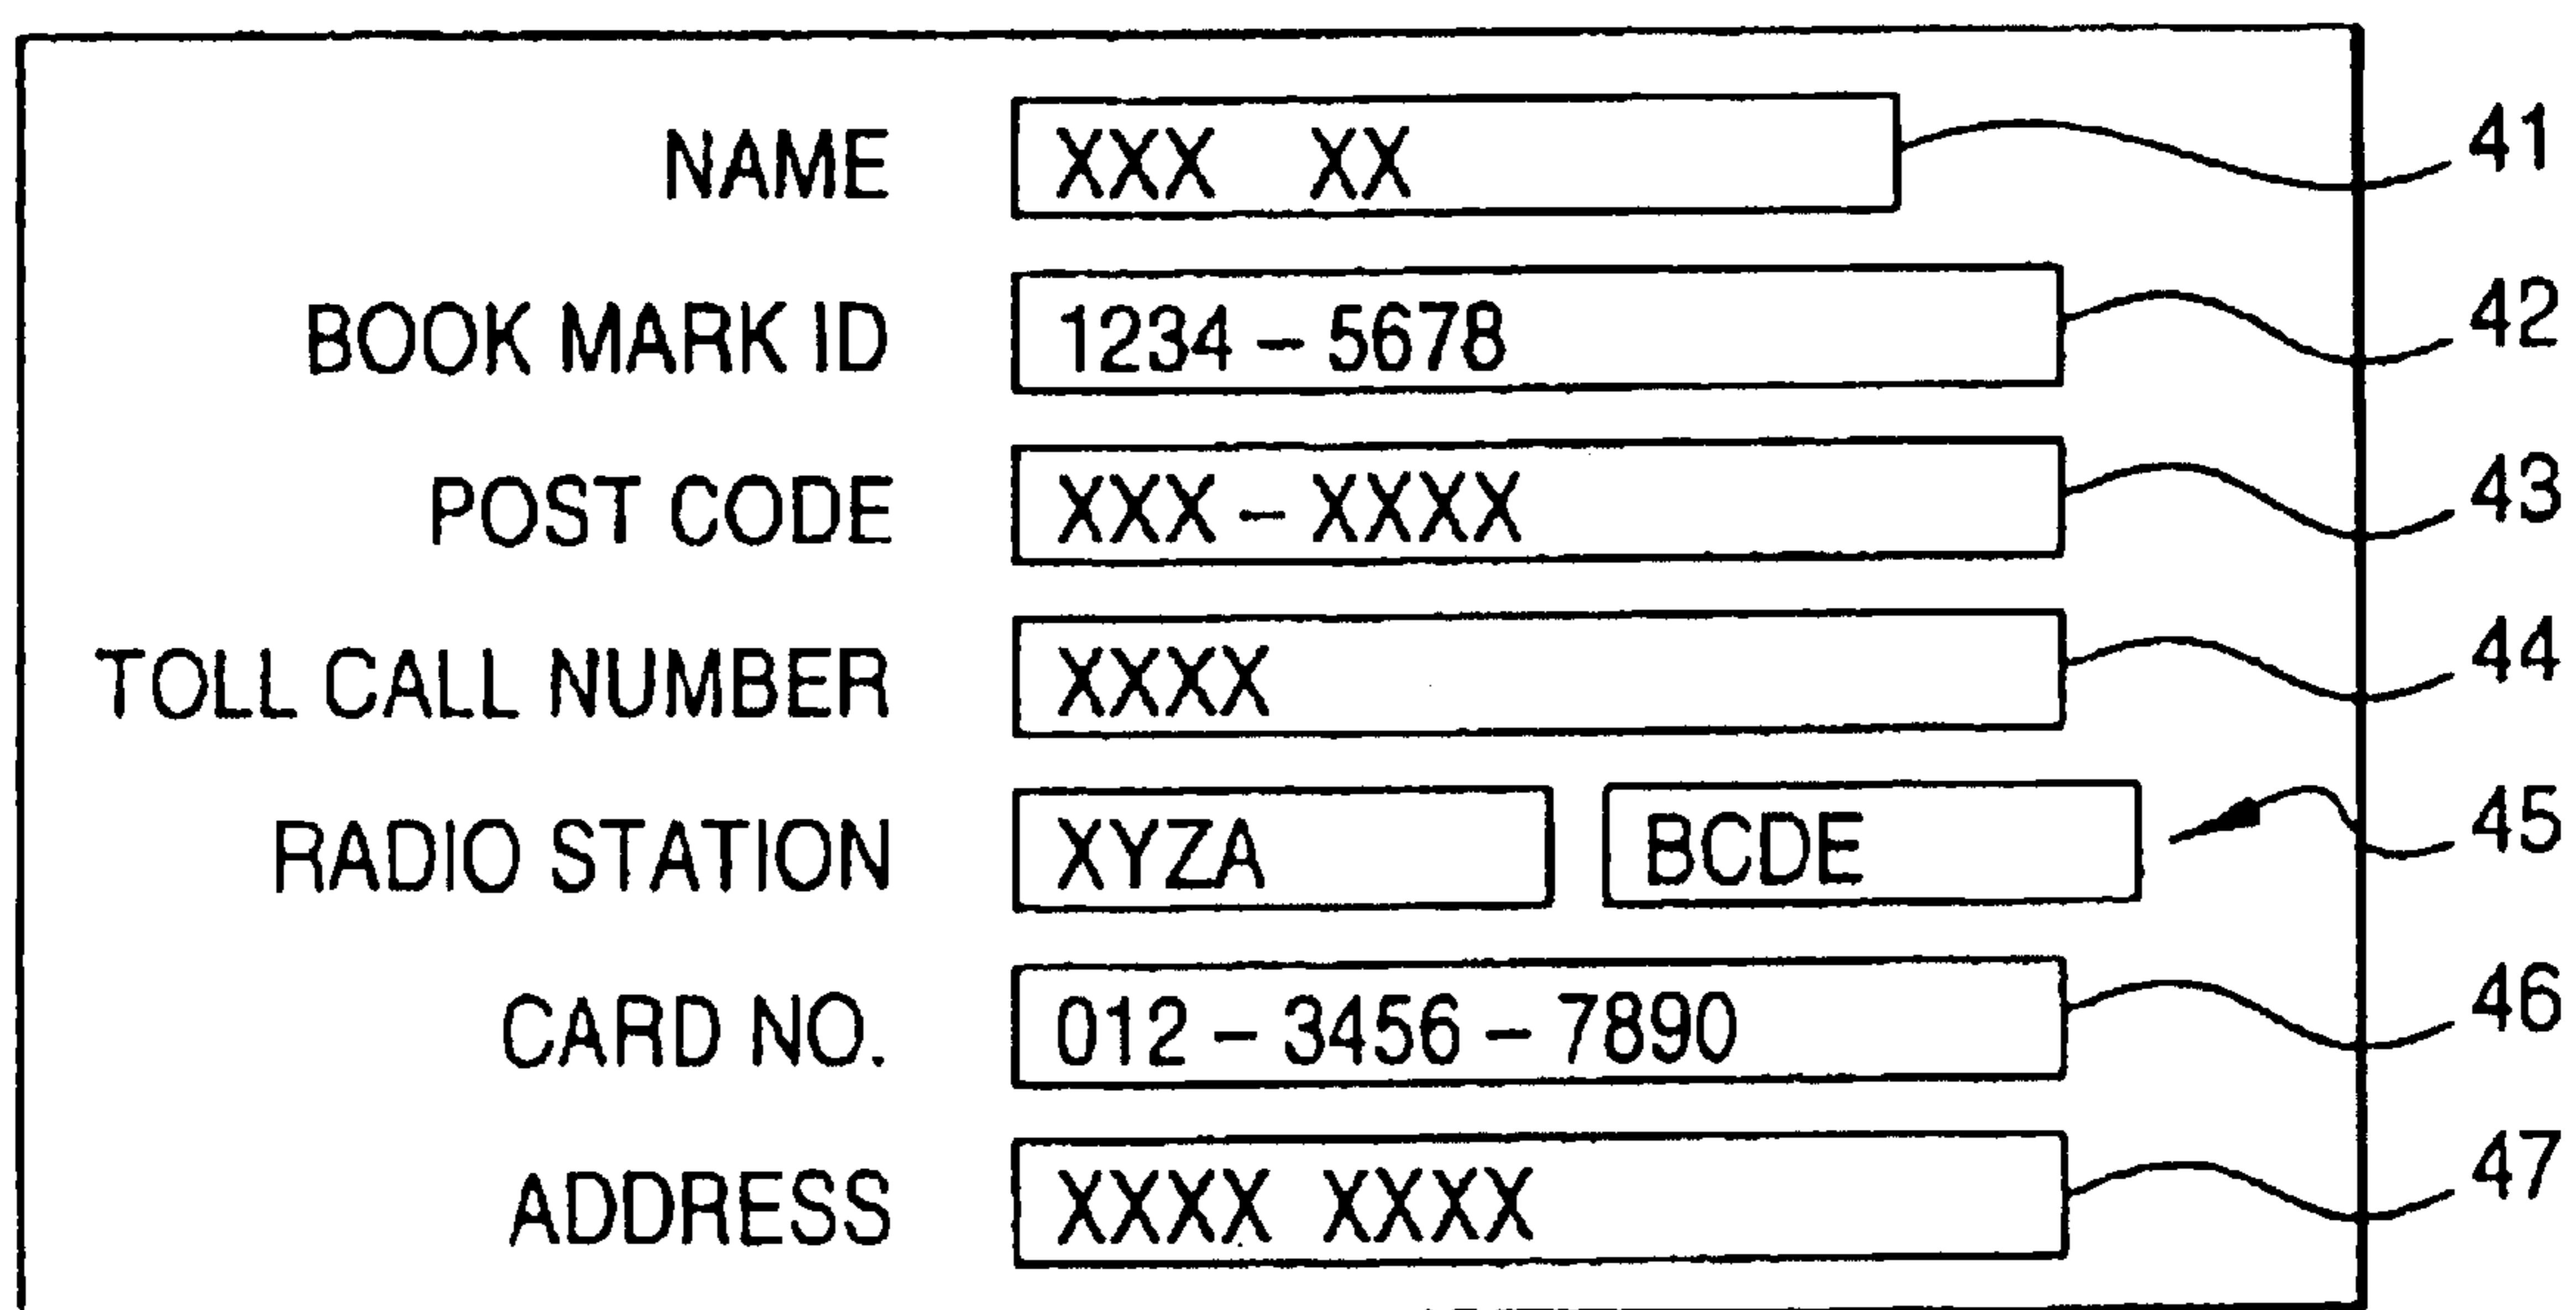 NAME XXX XX 41
BOOK MARK ID 1234 – 5678 42
POST CODE XXX – XXXX 43
TOLL CALL NUMBER XXXX 44
RADIO STATION XYZA BCDE 45
CARD NO. 012 – 3456 – 7890 46
ADDRESS XXXX XXXX 47